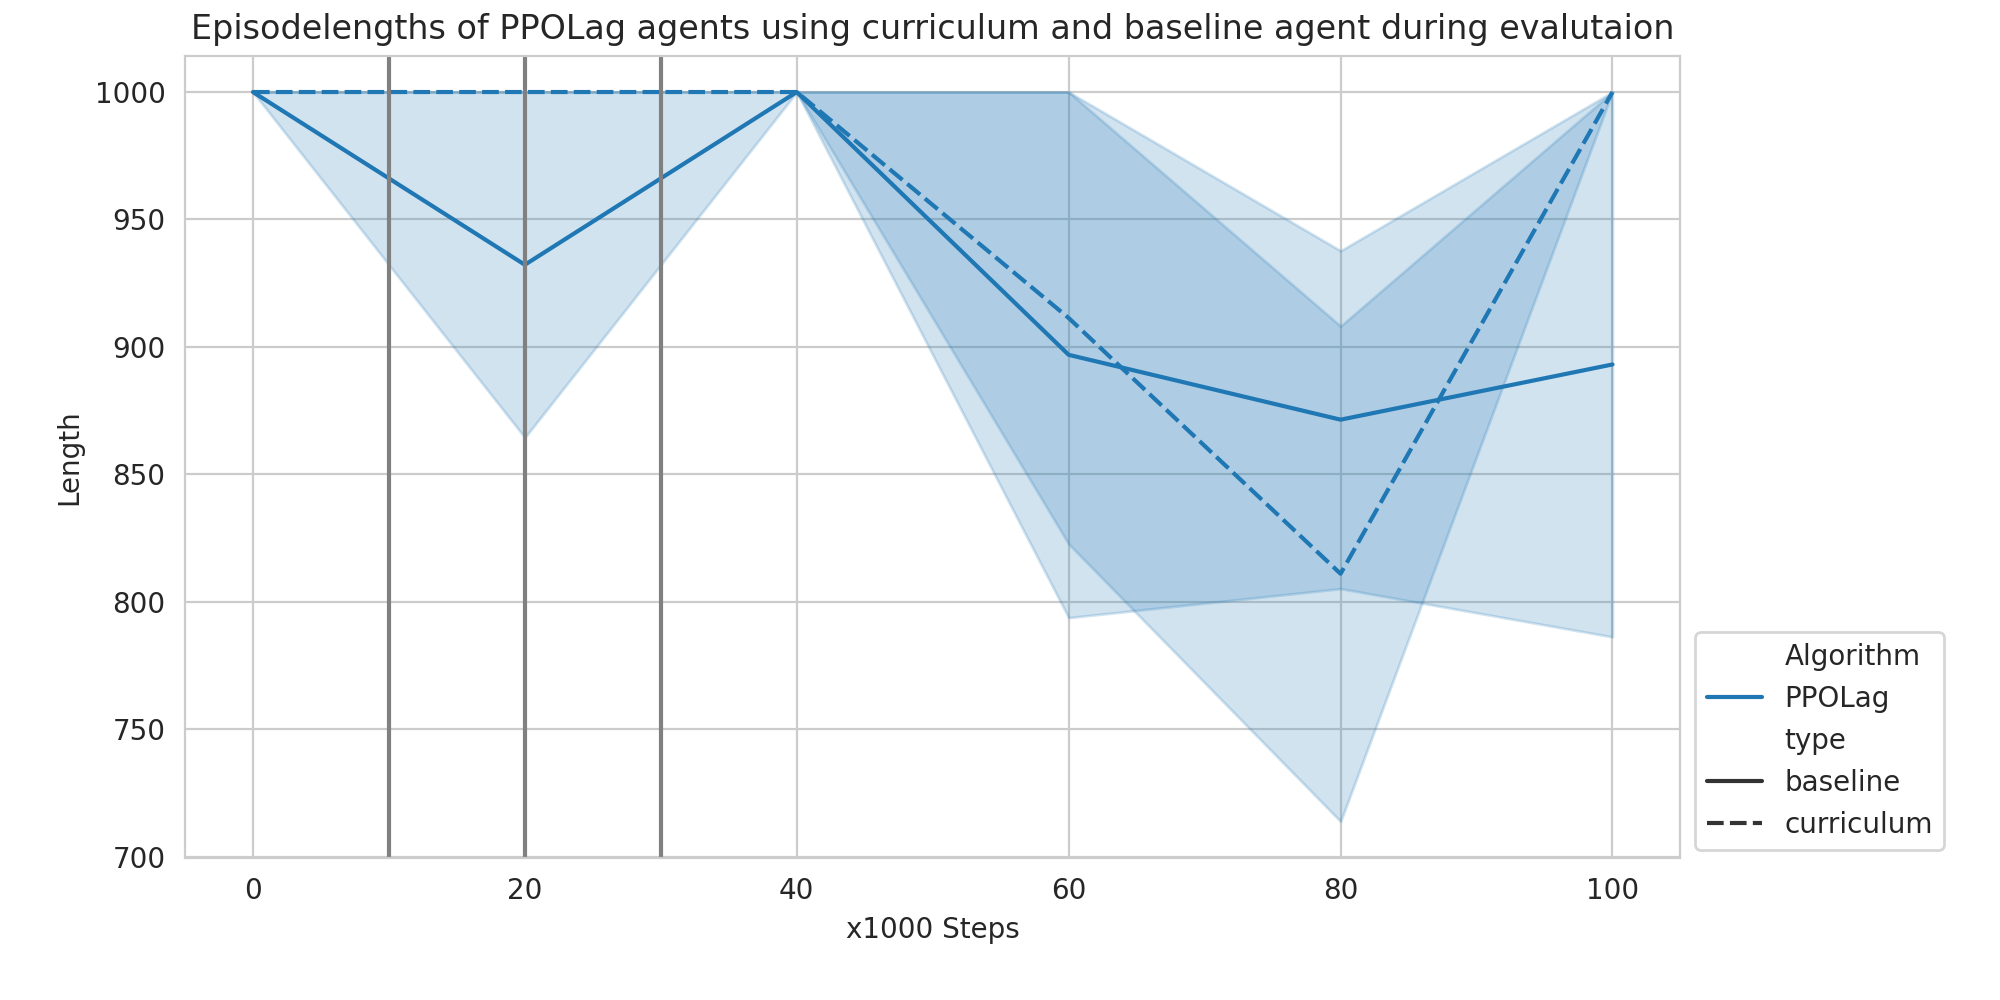 Episodelengths of PPOLag agents using curriculum and baseline agent during evalutaion
1000
950
900
850
800
750
700
Length
0 20 40 60 80 100
x1000 Steps
Algorithm
PPOLag
type
baseline
curriculum